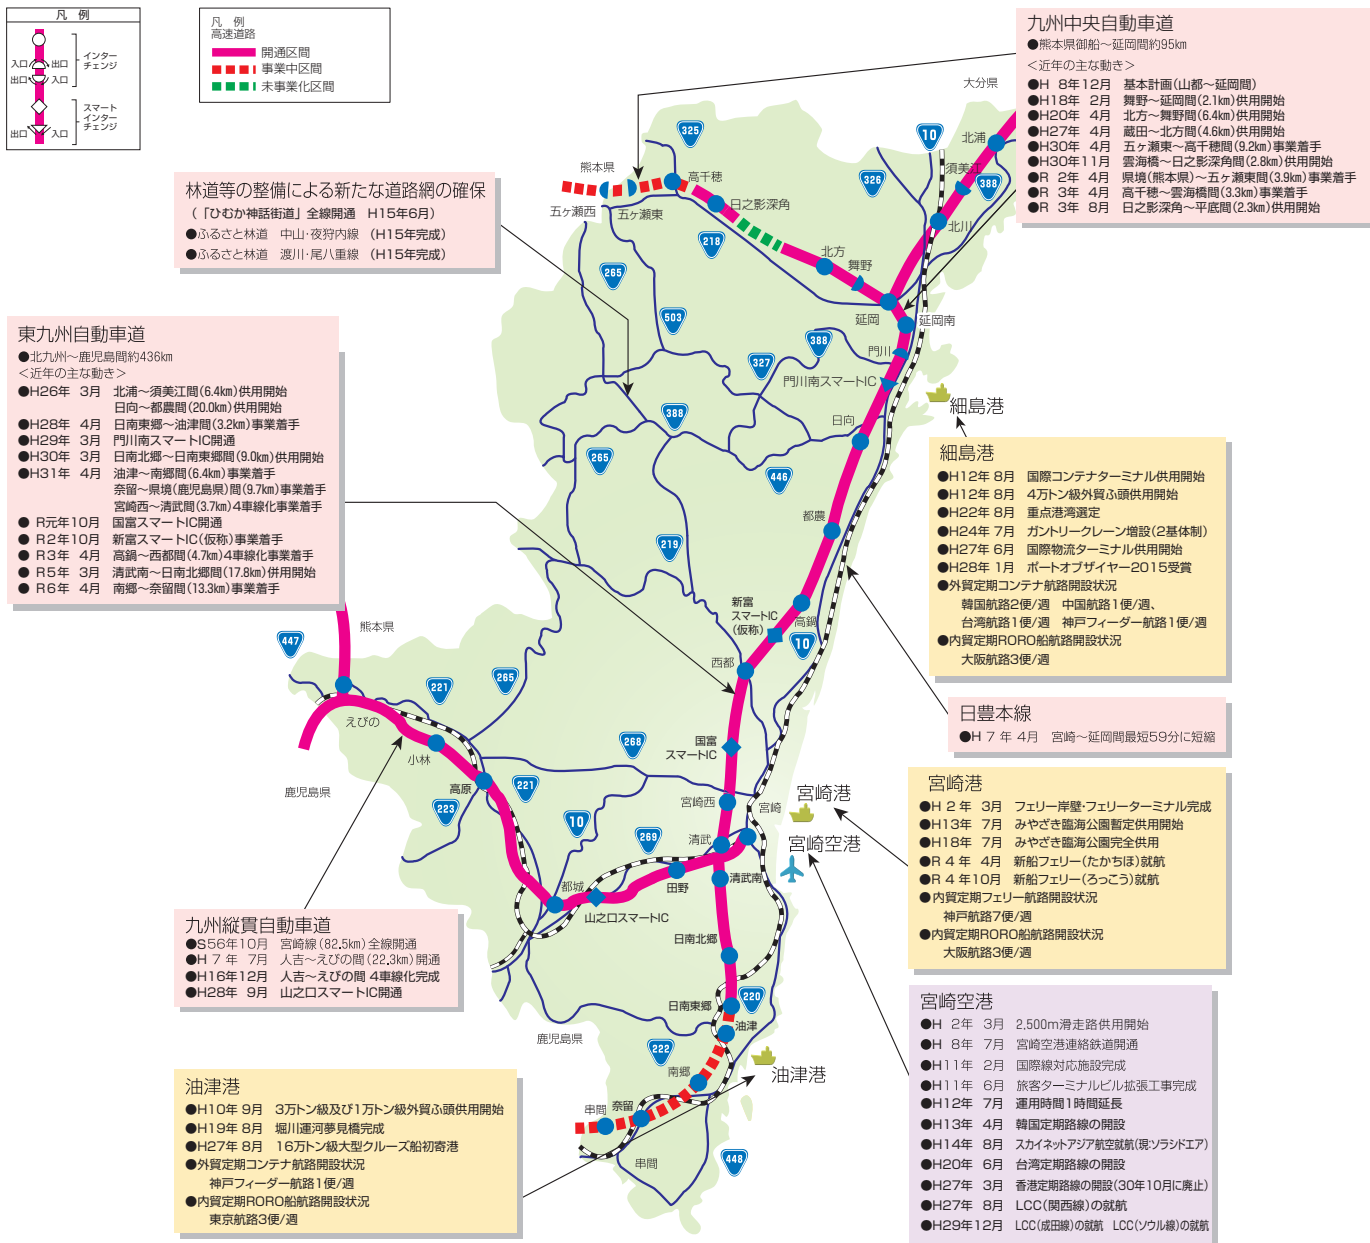 凡 例
入口 出口
出口 入口
インター
チェンジ
スマート
インター
チェンジ
出口 入口
凡 例
高速道路
開通区間
事業中区間
未事業化区間
九州中央自動車道
●熊本県御船～延岡間約95km
＜近年の主な動き＞
●H 8年12月 基本計画(山都～延岡間)
●H18年 2月 舞野～延岡間(2.1km)供用開始
●H20年 4月 北方～舞野間(6.4km)供用開始
●H27年 4月 蔵田～北方間(4.6km)供用開始
●H30年 4月 五ヶ瀬東～高千穂間(9.2km)事業着手
●H30年11月 雲海橋～日之影深角間(2.8km)供用開始
●R 2年 4月 県境(熊本県)～五ヶ瀬東間(3.9km)事業着手
●R 3年 4月 高千穂～雲海橋間(3.3km)事業着手
●R 3年 8月 日之影深角～平底間(2.3km)供用開始
林道等の整備による新たな道路網の確保
(「ひむか神話街道」全線開通 H15年6月)
●ふるさと林道 中山･夜狩内線 (H15年完成)
●ふるさと林道 渡川･尾八重線 (H15年完成)
東九州自動車道
●北九州～鹿児島間約436km
＜近年の主な動き＞
●H26年 3月 北浦～須美江間(6.4km)供用開始
日向～都農間(20.0km)供用開始
●H28年 4月 日南東郷～油津間(3.2km)事業着手
●H29年 3月 門川南スマートIC開通
●H30年 3月 日南北郷～日南東郷間(9.0km)供用開始
●H31年 4月 油津～南郷間(6.4km)事業着手
奈留～県境(鹿児島県)間(9.7km)事業着手
宮崎西～清武間(3.7km)4車線化事業着手
● R元年10月 国富スマートIC開通
● R2年10月 新富スマートIC(仮称)事業着手
● R3年 4月 高鍋～西都間(4.7km)4車線化事業着手
● R5年 3月 清武南～日南北郷間(17.8km)併用開始
● R6年 4月 南郷～奈留間(13.3km)事業着手
九州縦貫自動車道
●S56年10月 宮崎線(82.5km)全線開通
●H 7 年 7月 人吉～えびの間(22.3km)開通
●H16年12月 人吉～えびの間 4車線化完成
●H28年 9月 山之口スマートIC開通
油津港
●H10年 9月 3万トン級及び1万トン級外貿ふ頭供用開始
●H19年 8月 堀川運河夢見橋完成
●H27年 8月 16万トン級大型クルーズ船初寄港
●外貿定期コンテナ航路開設状況
神戸フィーダー航路1便/週
●内貿定期RORO船航路開設状況
東京航路3便/週
細島港
●H12年 8月 国際コンテナターミナル供用開始
●H12年 8月 4万トン級外貿ふ頭供用開始
●H22年 8月 重点港湾選定
●H24年 7月 ガントリークレーン増設(2基体制)
●H27年 6月 国際物流ターミナル供用開始
●H28年 1月 ポートオブザイヤー2015受賞
●外貿定期コンテナ航路開設状況
韓国航路2便/週 中国航路1便/週、
台湾航路1便/週 神戸フィーダー航路1便/週
●内貿定期RORO船航路開設状況
大阪航路3便/週
日豊本線
●H 7 年 4月 宮崎～延岡間最短59分に短縮
宮崎港
●H 2 年 3月 フェリー岸壁･フェリーターミナル完成
●H13年 7月 みやざき臨海公園暫定供用開始
●H18年 7月 みやざき臨海公園完全供用
●R 4 年 4月 新船フェリー(たかちほ)就航
●R 4 年10月 新船フェリー(ろっこう)就航
●内貿定期フェリー航路開設状況
神戸航路7便/週
●内貿定期RORO船航路開設状況
大阪航路3便/週
宮崎空港
●H 2年 3月 2,500m滑走路供用開始
●H 8年 7月 宮崎空港連絡鉄道開通
●H11年 2月 国際線対応施設完成
●H11年 6月 旅客ターミナルビル拡張工事完成
●H12年 7月 運用時間1時間延長
●H13年 4月 韓国定期路線の開設
●H14年 8月 スカイネットアジア航空就航(現:ソラシドエア)
●H20年 6月 台湾定期路線の開設
●H27年 3月 香港定期路線の開設(30年10月に廃止)
●H27年 8月 LCC(関西線)の就航
●H29年12月 LCC(成田線)の就航 LCC(ソウル線)の就航
大分県
325
10
北浦
熊本県
高千穂
326
須美江
388
五ヶ瀬西
五ヶ瀬東
日之影深角
北川
218
北方
舞野
265
503
延岡
延岡南
388
門川
327
門川南スマートIC
細島港
388
日向
265
446
都農
219
新富
スマートIC
(仮称)
高鍋
10
西都
熊本県
447
221
265
えびの
国富
スマートIC
268
小林
鹿児島県
高原
221
宮崎西
宮崎
宮崎港
223
10
269
清武
宮崎空港
都城
田野
清武南
山之口スマートIC
日南北郷
日南東郷
220
油津
鹿児島県
222
南郷
油津港
串間
奈留
串間
448